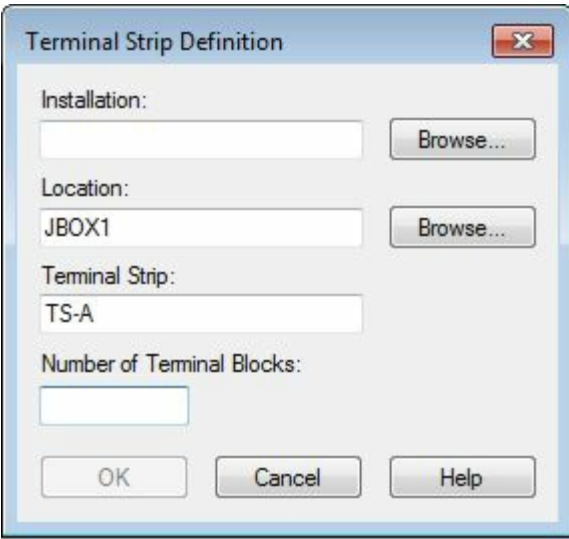 Terminal Strip Definition
Installation:
Browse...
Location:
JBOX1
Browse...
Terminal Strip:
TS-A
Number of Terminal Blocks:
OK
Cancel
Help